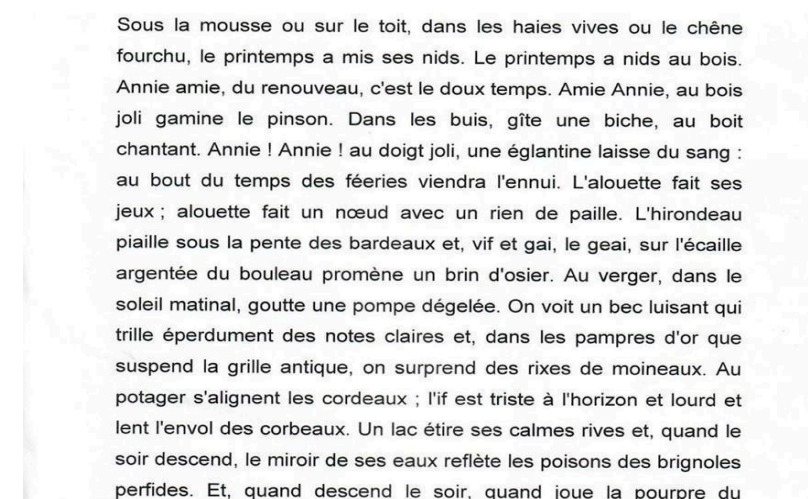 Sous la mousse ou sur le toit, dans les haies vives ou le chêne
fourchu, le printemps a mis ses nids. Le printemps a nids au bois.
Annie amie, du renouveau, c'est le doux temps. Amie Annie, au bois
joli gamine le pinson. Dans les buis, gîte une biche, au boit
chantant. Annie ! Annie ! au doigt joli, une églantine laisse du sang :
au bout du temps des féeries viendra l'ennui. L'alouette fait ses
jeux ; alouette fait un nœud avec un rien de paille. L'hirondeau
piaille sous la pente des bardeaux et, vif et gai, le geai, sur l'écaille
argentée du bouleau promène un brin d'osier. Au verger, dans le
soleil matinal, goutte une pompe dégelée. On voit un bec luisant qui
trille éperdument des notes claires et, dans les pampres d'or que
suspend la grille antique, on surprend des rixes de moineaux. Au
potager s'alignent les cordeaux ; l'if est triste à l'horizon et lourd et
lent l'envol des corbeaux. Un lac étire ses calmes rives et, quand le
soir descend, le miroir de ses eaux reflète les poisons des brignoles
perfides. Et, quand descend le soir, quand joue la pourpre du